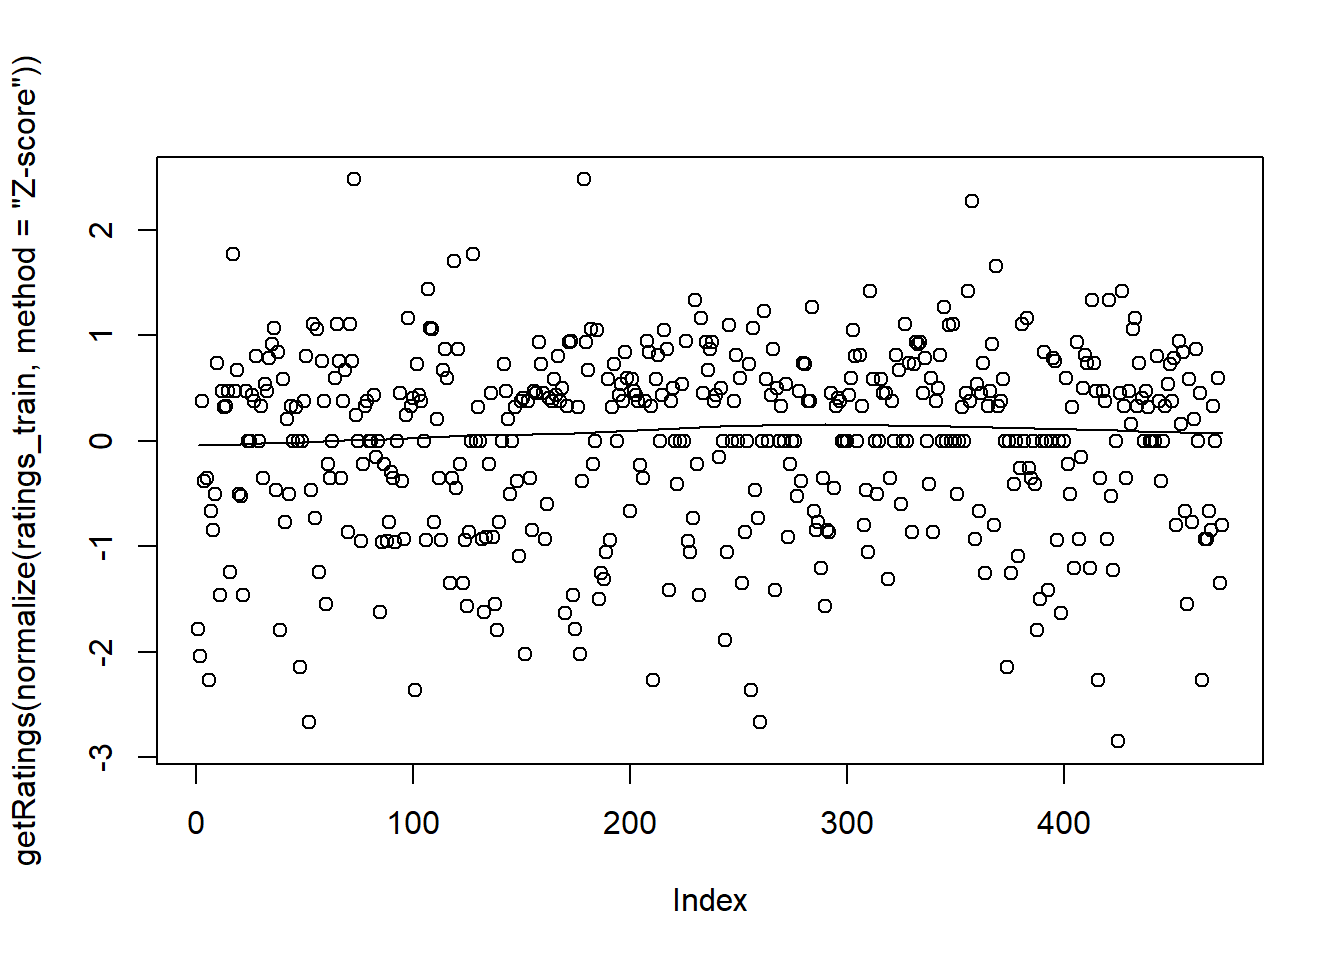 getRatings(normalize(ratings_train, method = "Z-score"))
2
1
0
-1
-2
-3
0 100 200 300 400
Index